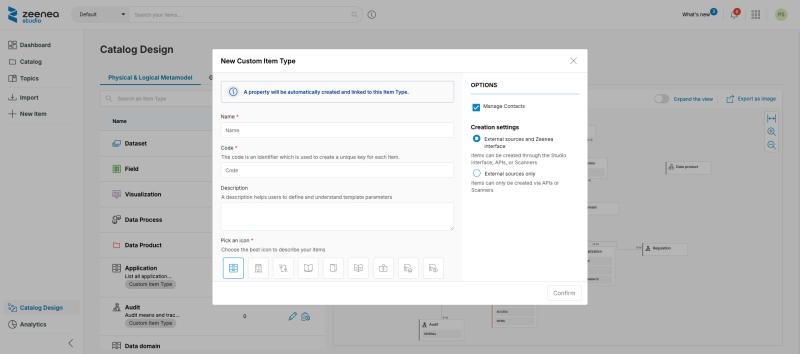 zeenea
studio
Default
Search your items...
What's new
Dashboard
Catalog
Topics
Import
New Item
Catalog Design
Analytics
Catalog Design
Physical & Logical Metamodel
Search an Item Type
Expand the view
Export as image
Name
Dataset
Field
Visualization
Data Process
Data Product
Application
List all application...
Custom Item Type
Audit
Audit means and trac...
Custom Item Type
0
Data domain
Data product
Requisition
Audit
New Custom Item Type
A property will be automatically created and linked to this Item Type.
Name *
Name
Code *
The code is an identifier which is used to create a unique key for each item.
Code
Description
A description helps users to define and understand template parameters
Pick an icon *
Choose the best icon to describe your items
OPTIONS
Manage Contacts
Creation settings
External sources and Zeenea
interface
Items can be created through the Studio
interface, APIs, or Scanners
External sources only
Items can only be created via APIs or
Scanners
Confirm